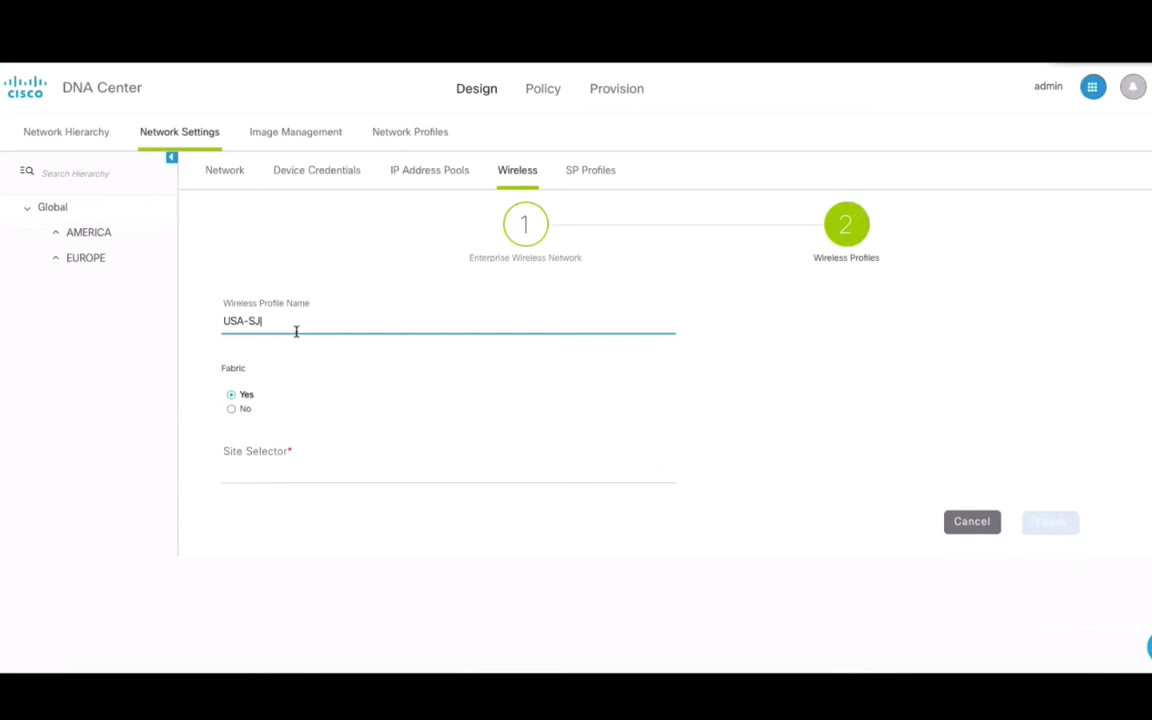 CISCO DNA Center Design Policy Provision admin
Network Hierarchy Network Settings Image Management Network Profiles
Search Hierarchy Network Device Credentials IP Address Pools Wireless SP Profiles
Global
AMERICA
EUROPE
1 2
Enterprise Wireless Network Wireless Profiles
Wireless Profile Name
USA-SJ
Fabric
Yes
No
Site Selector*
Cancel